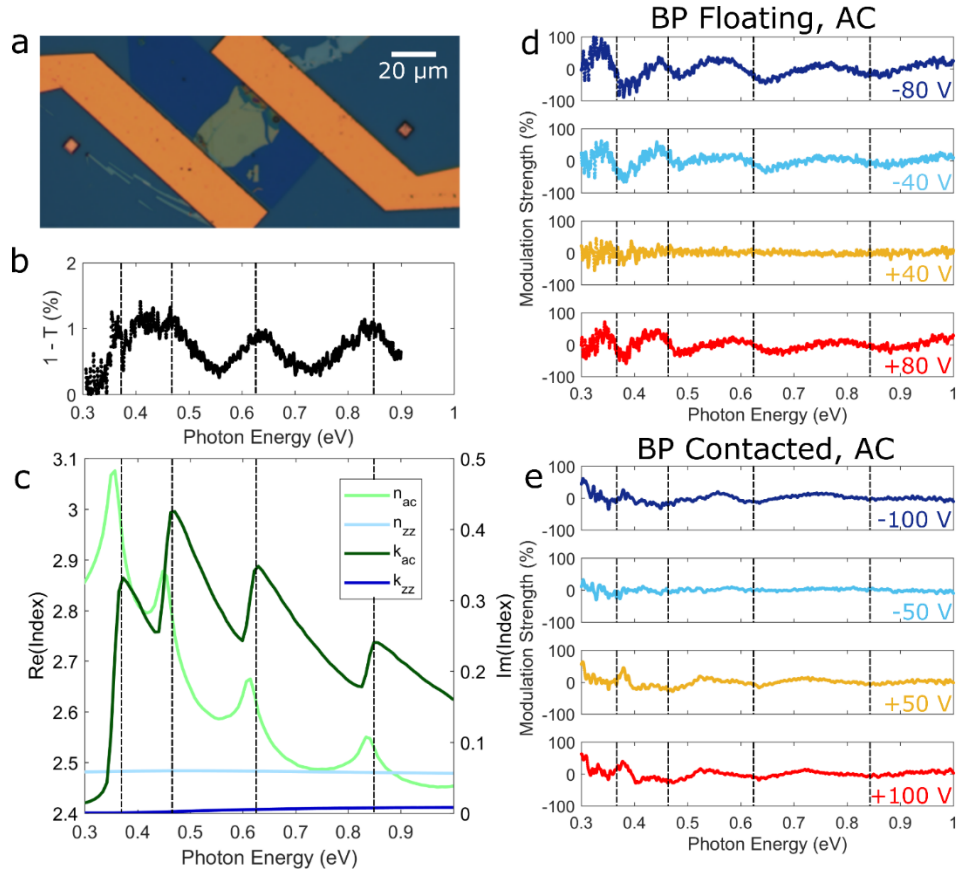 a
20 μm
b
1 - T (%)
2
1
0
0.3 0.4 0.5 0.6 0.7 0.8 0.9 1
Photon Energy (eV)
c
Re(Index)
3.1
3
2.9
2.8
2.7
2.6
2.5
2.4
n_ac
n_zz
k_ac
k_zz
0.5
0.4
0.3
0.2
0.1
0
Im(Index)
0.3 0.4 0.5 0.6 0.7 0.8 0.9 1
Photon Energy (eV)
BP Floating, AC
d
Modulation Strength (%)
100
0
-100
-80 V
100
0
-100
-40 V
100
0
-100
+40 V
100
0
-100
+80 V
0.3 0.4 0.5 0.6 0.7 0.8 0.9 1
Photon Energy (eV)
BP Contacted, AC
e
Modulation Strength (%)
100
0
-100
-100 V
100
0
-100
-50 V
100
0
-100
+50 V
100
0
-100
+100 V
0.3 0.4 0.5 0.6 0.7 0.8 0.9 1
Photon Energy (eV)